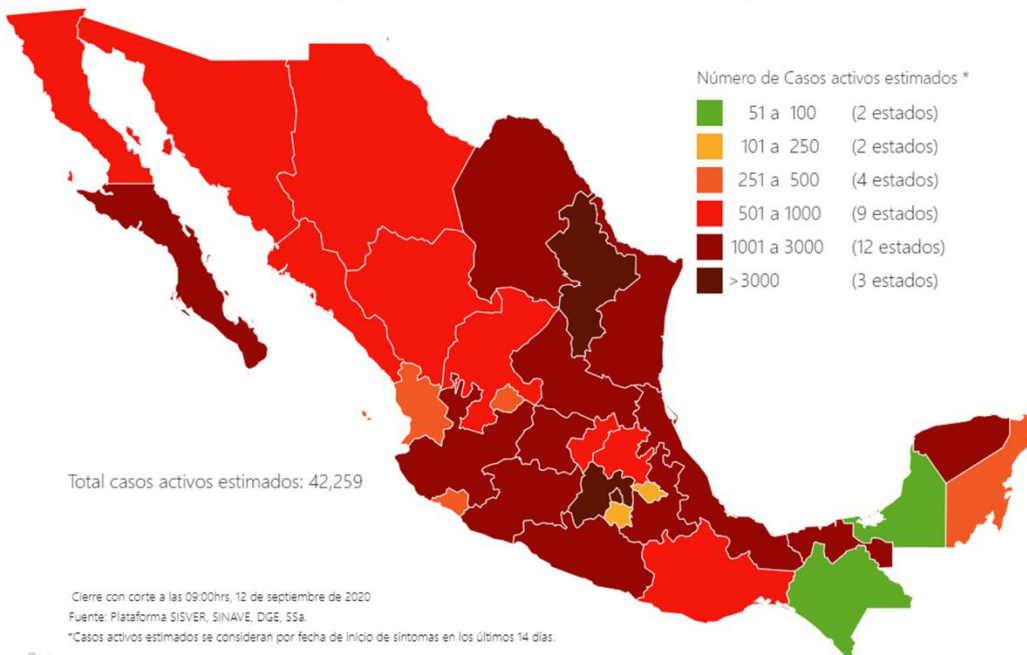 Número de Casos activos estimados *
51 a 100 (2 estados)
101 a 250 (2 estados)
251 a 500 (4 estados)
501 a 1000 (9 estados)
1001 a 3000 (12 estados)
>3000 (3 estados)
Total casos activos estimados: 42,259
Cierre con corte a las 09:00hrs, 12 de septiembre de 2020
Fuente: Plataforma SISVER, SINAVE, DGE, SSa.
*Casos activos estimados se consideran por fecha de inicio de síntomas en los últimos 14 días.